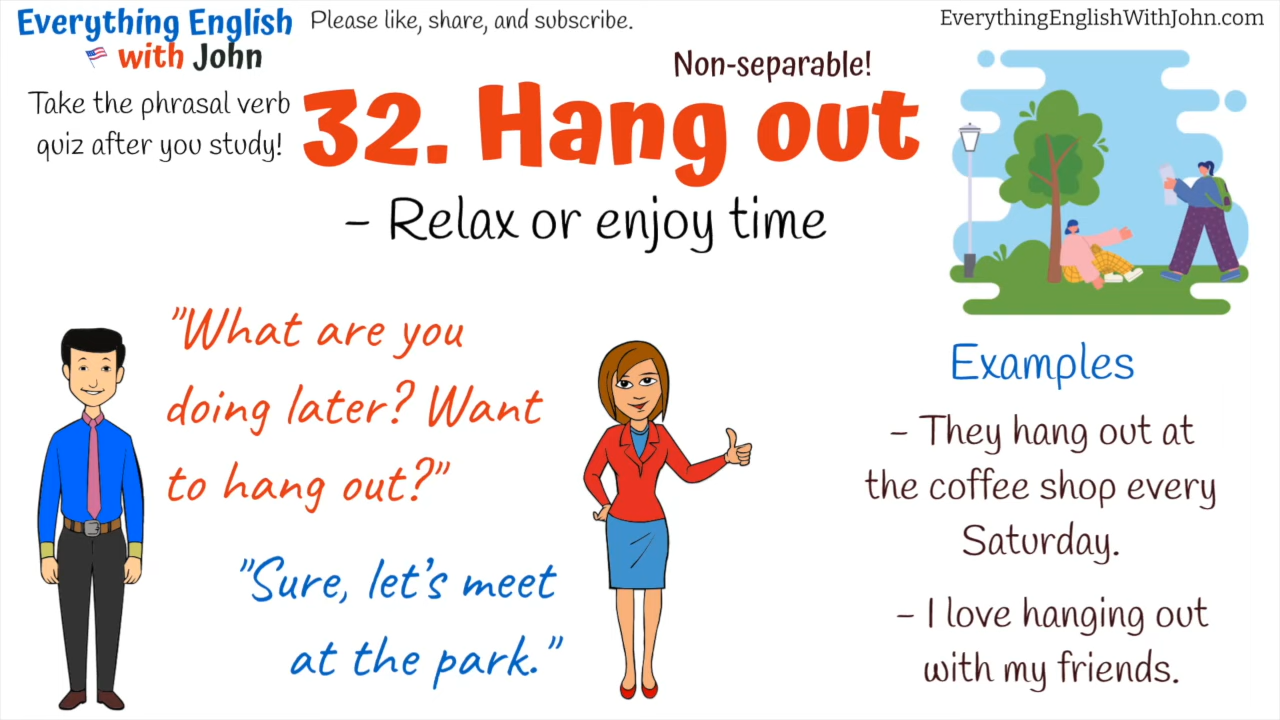 Everything English
with John
Please like, share, and subscribe.
EverythingEnglishWithJohn.com
Take the phrasal verb
quiz after you study!
Non-separable!
32. Hang out
- Relax or enjoy time
"What are you
doing later? Want
to hang out?"
"Sure, let's meet
at the park."
Examples
- They hang out at
the coffee shop every
Saturday.
- I love hanging out
with my friends.